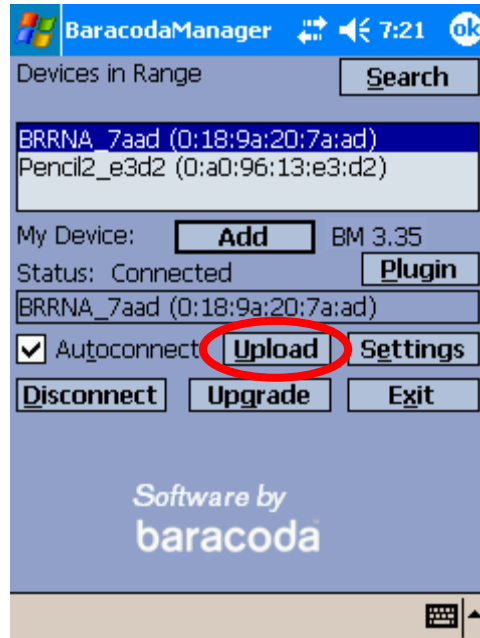 BaracodaManager 7:21 ok
Devices in Range Search
BRRNA_7aad (0:18:9a:20:7a:ad)
Pencil2_e3d2 (0:a0:96:13:e3:d2)
My Device: Add BM 3.35
Status: Connected Plugin
BRRNA_7aad (0:18:9a:20:7a:ad)
Autoconnect Upload Settings
Disconnect Upgrade Exit
Software by
baracoda